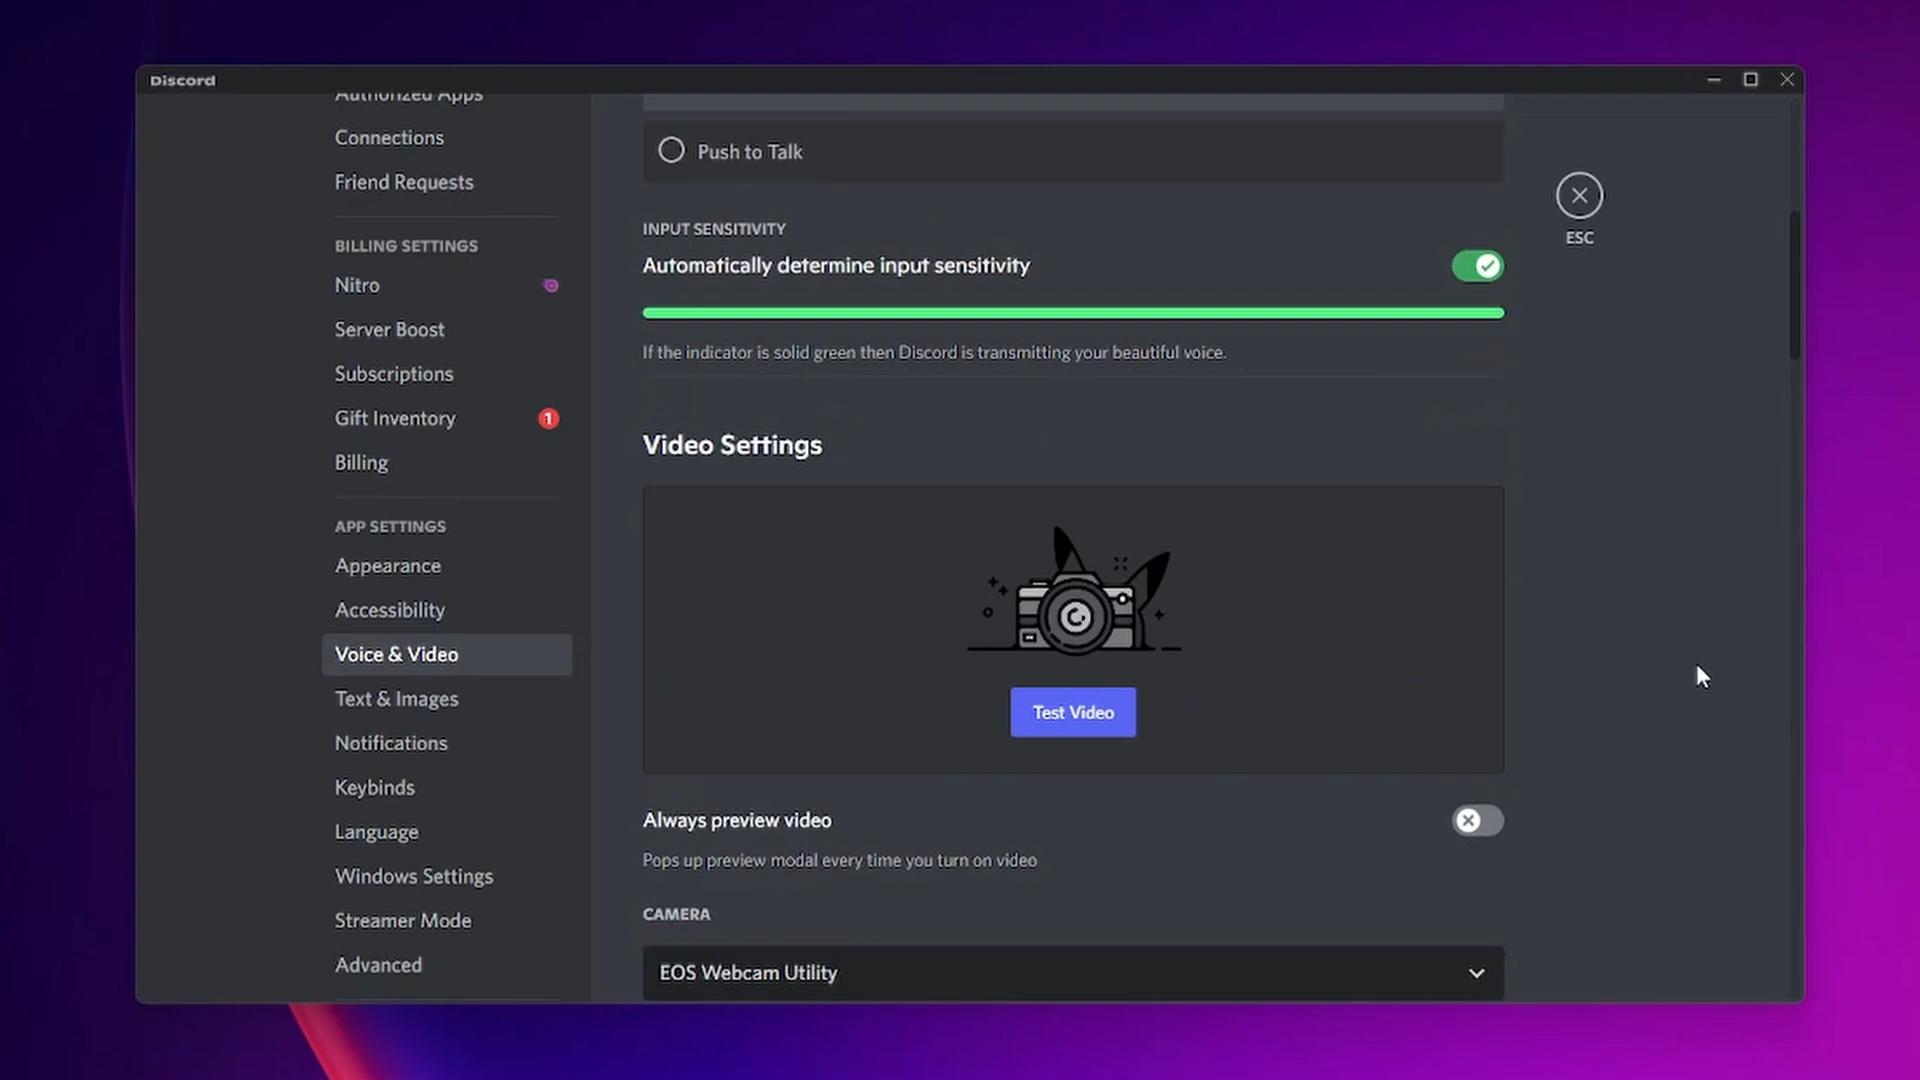 Discord
Authorized Apps
Connections
Friend Requests
BILLING SETTINGS
Nitro
Server Boost
Subscriptions
Gift Inventory 1
Billing
APP SETTINGS
Appearance
Accessibility
Voice & Video
Text & Images
Notifications
Keybinds
Language
Windows Settings
Streamer Mode
Advanced
Push to Talk
INPUT SENSITIVITY
Automatically determine input sensitivity
If the indicator is solid green then Discord is transmitting your beautiful voice.
Video Settings
Test Video
Always preview video
Pops up preview modal every time you turn on video
CAMERA
EOS Webcam Utility
ESC